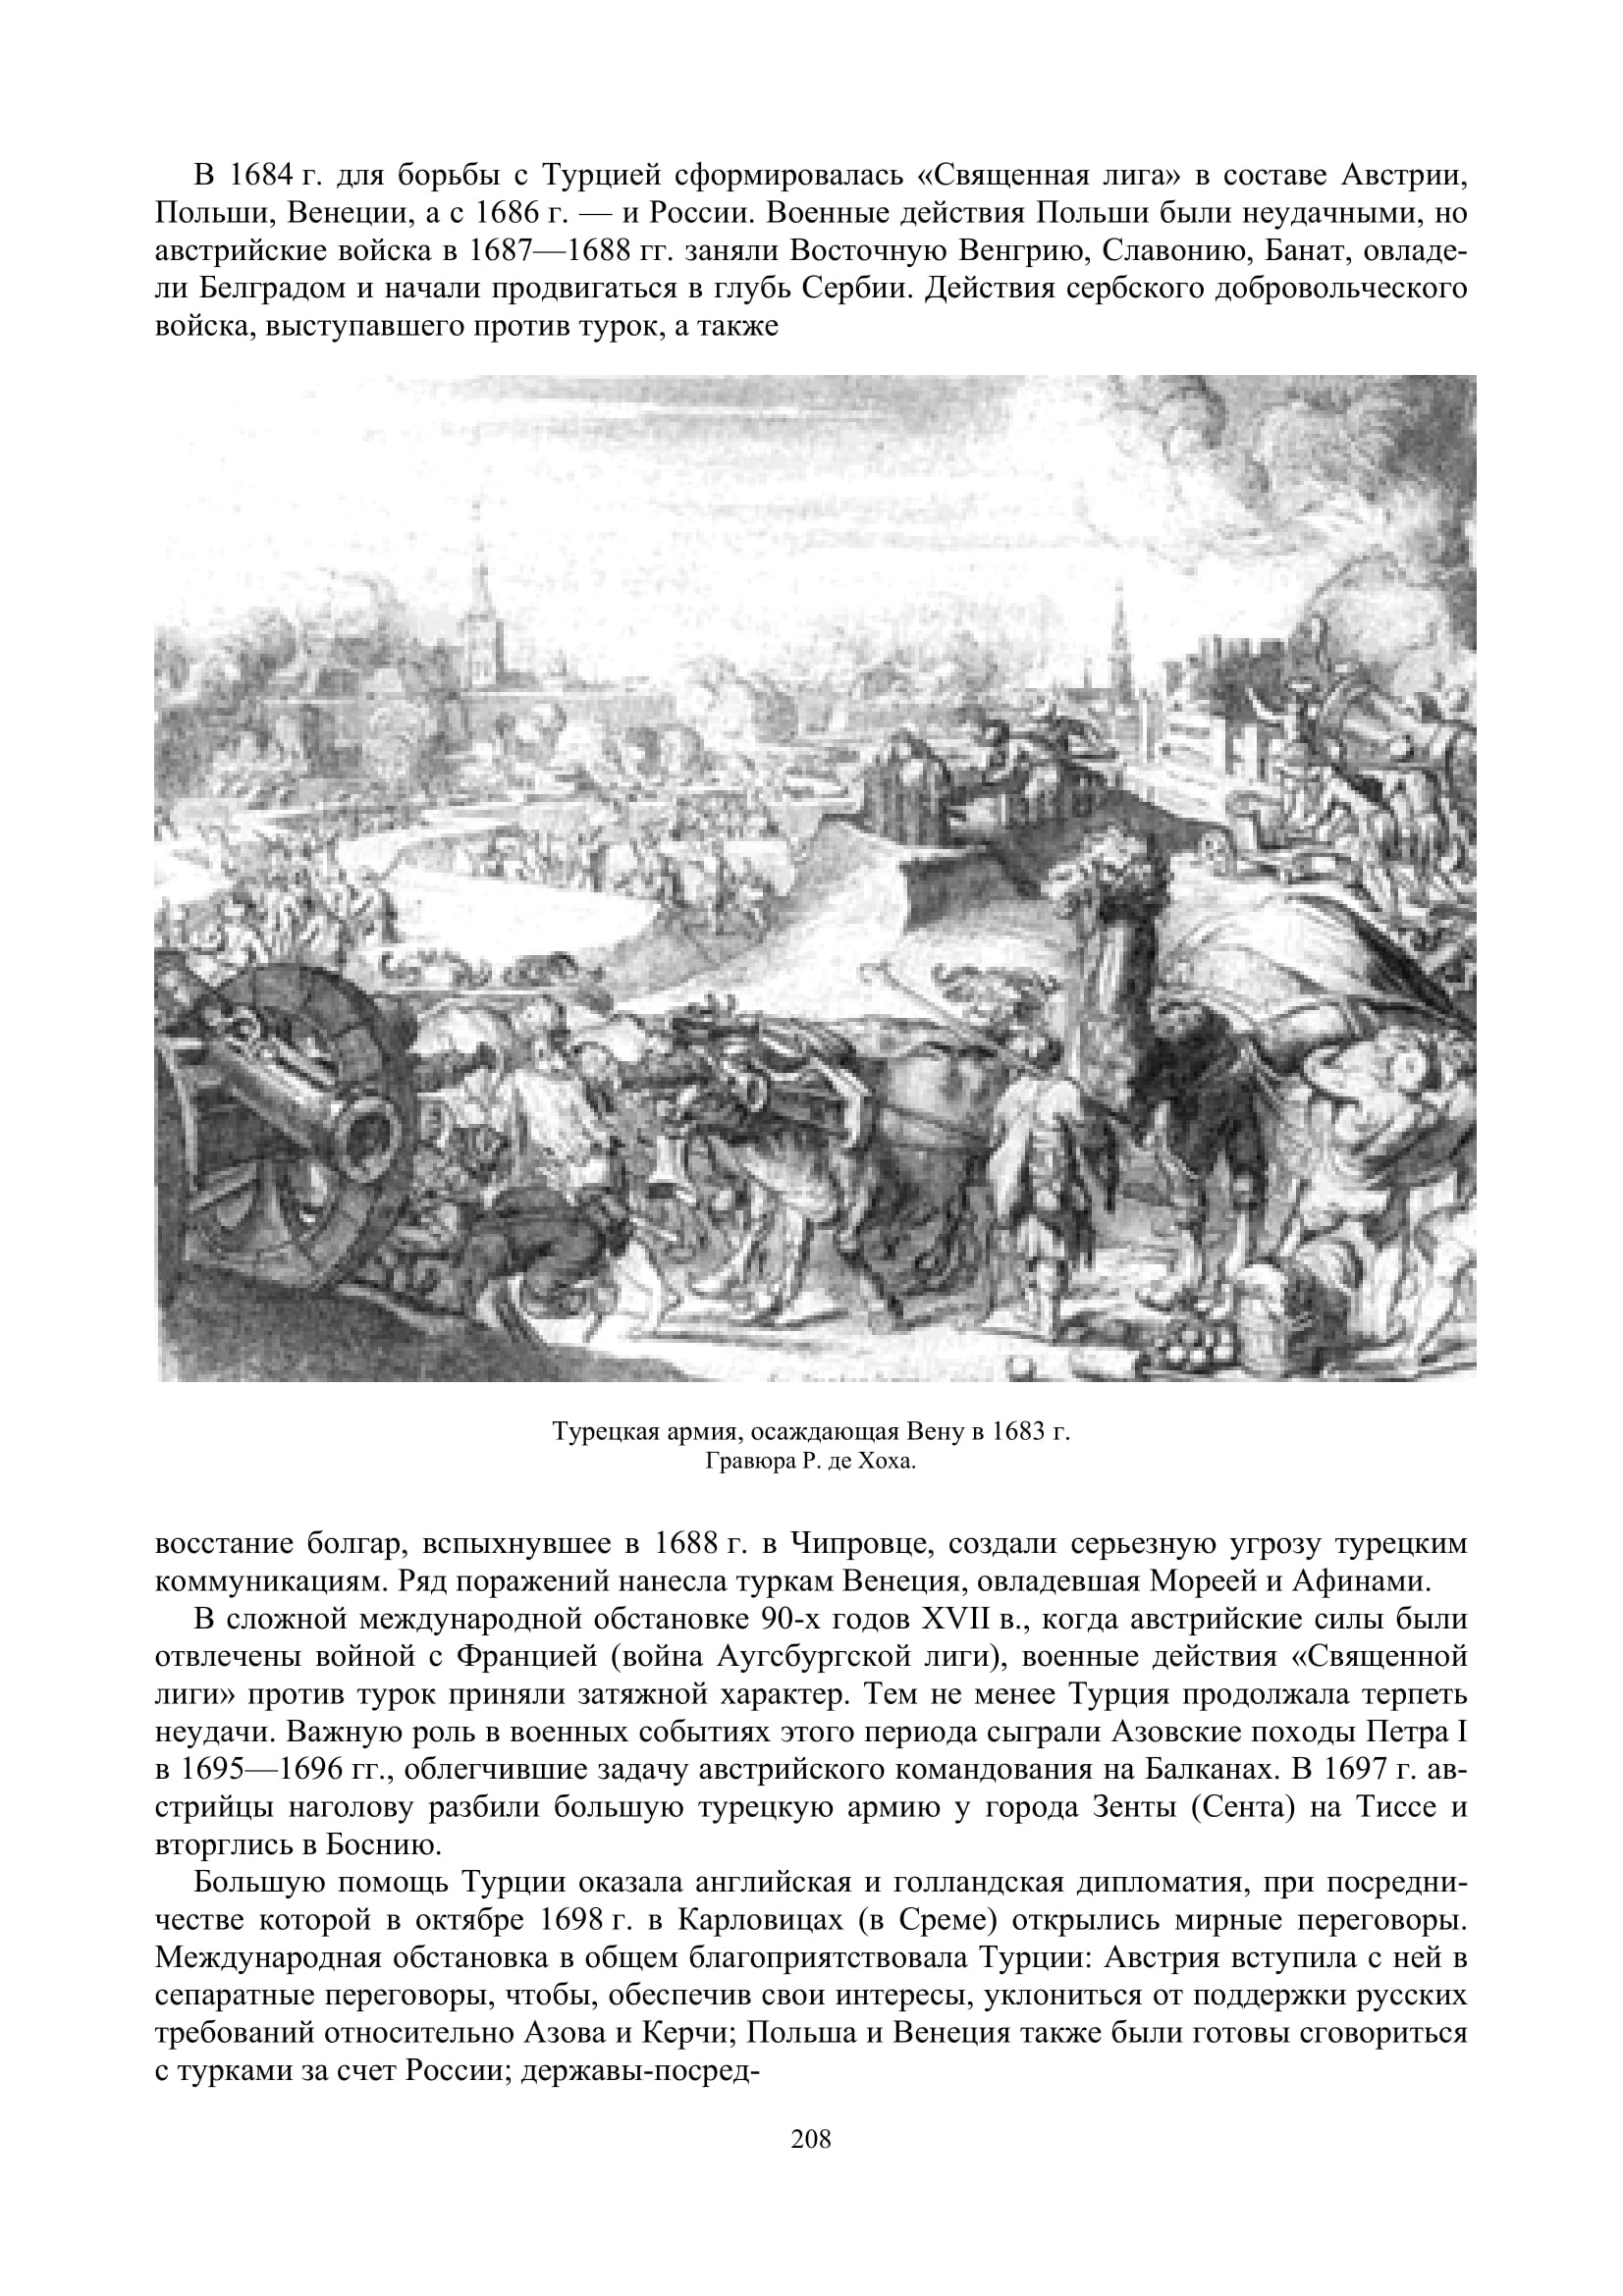 В 1684 г. для борьбы с Турцией сформировалась «Священная лига» в составе Австрии,
Польши, Венеции, а с 1686 г. — и России. Военные действия Польши были неудачными, но
австрийские войска в 1687—1688 гг. заняли Восточную Венгрию, Славонию, Банат, овладе-
ли Белградом и начали продвигаться в глубь Сербии. Действия сербского добровольческого
войска, выступавшего против турок, а также
Турецкая армия, осаждающая Вену в 1683 г.
Гравюра Р. де Хоха.
восстание болгар, вспыхнувшее в 1688 г. в Чипровце, создали серьезную угрозу турецким
коммуникациям. Ряд поражений нанесла туркам Венеция, овладевшая Мореей и Афинами.
В сложной международной обстановке 90-х годов XVII в., когда австрийские силы были
отвлечены войной с Францией (война Аугсбургской лиги), военные действия «Священной
лиги» против турок приняли затяжной характер. Тем не менее Турция продолжала терпеть
неудачи. Важную роль в военных событиях этого периода сыграли Азовские походы Петра I
в 1695—1696 гг., облегчившие задачу австрийского командования на Балканах. В 1697 г. ав-
стрийцы наголову разбили большую турецкую армию у города Зенты (Сента) на Тиссе и
вторглись в Боснию.
Большую помощь Турции оказала английская и голландская дипломатия, при посредни-
честве которой в октябре 1698 г. в Карловицах (в Среме) открылись мирные переговоры.
Международная обстановка в общем благоприятствовала Турции: Австрия вступила с ней в
сепаратные переговоры, чтобы, обеспечив свои интересы, уклониться от поддержки русских
требований относительно Азова и Керчи; Польша и Венеция также были готовы сговориться
с турками за счет России; державы-посред-
208